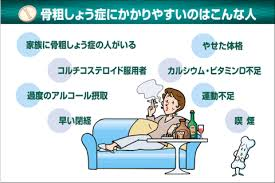 骨粗しょう症にかかりやすいのはこんな人
家族に骨粗しょう症の人がいる
やせた体格
コルチコステロイド服用者
カルシウム・ビタミンD不足
過度のアルコール摂取
運動不足
早い閉経
喫煙